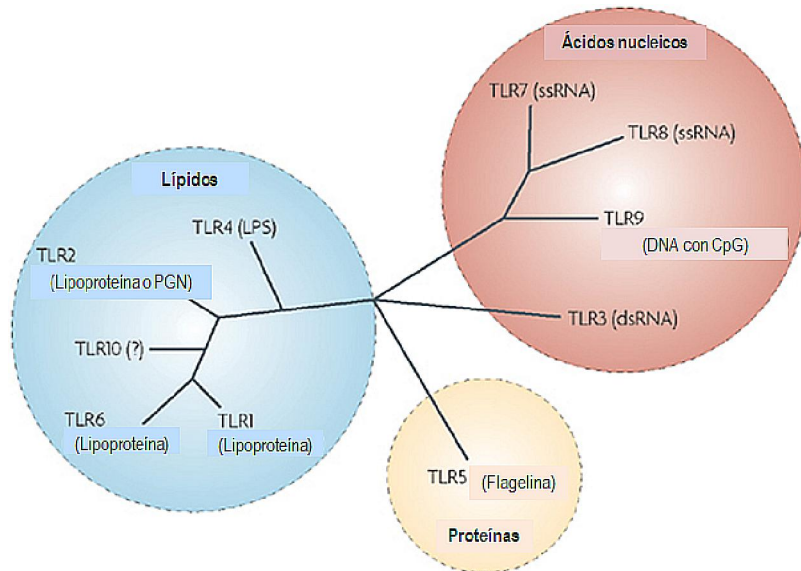 Ácidos nucleicos
TLR7 (ssRNA)
TLR8 (ssRNA)
TLR9
(DNA con CpG)
TLR3 (dsRNA)
Lípidos
TLR4 (LPS)
TLR2
(Lipoproteína o PGN)
TLR10 (?)
TLR6
(Lipoproteína)
TLR1
(Lipoproteína)
TLR5 (Flagelina)
Proteínas